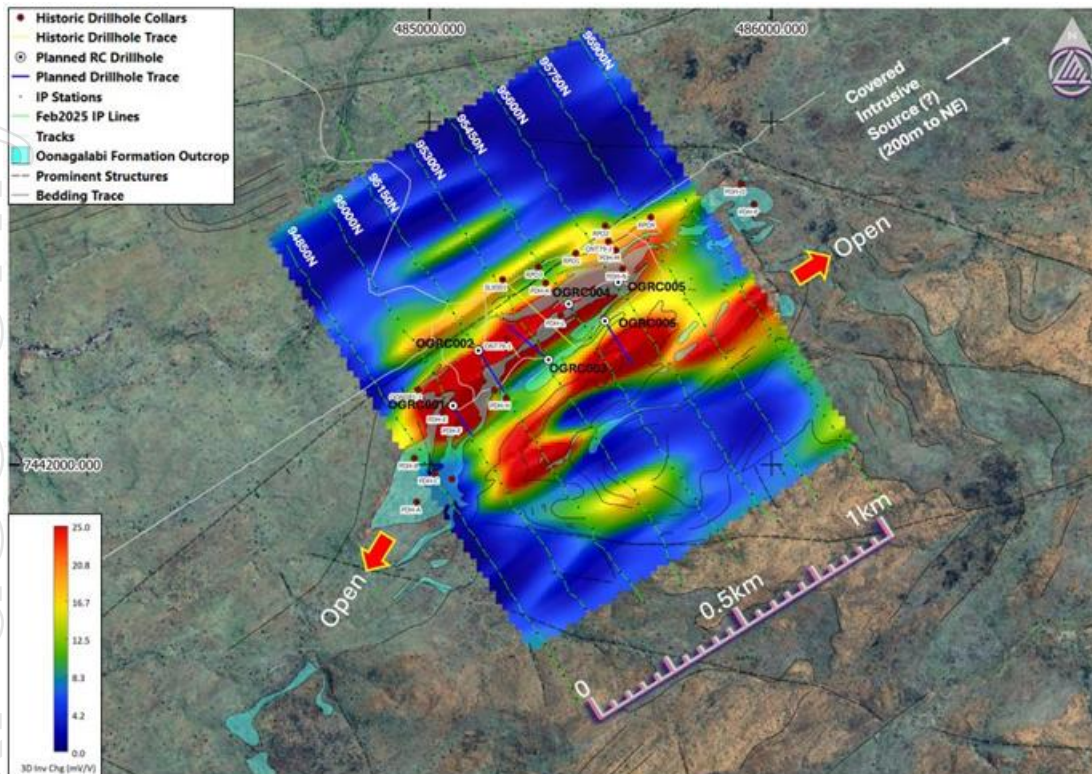 Historic Drillhole Collars
Historic Drillhole Trace
Planned RC Drillhole
Planned Drillhole Trace
IP Stations
Feb2025 IP Lines
Tracks
Oonagalabi Formation Outcrop
Prominent Structures
Bedding Trace
485000.000
486000.000
N
Covered
Intrusive
Source (?)
(200m to NE)
95900N
95750N
95600N
95450N
95300N
95150N
95000N
94850N
Open
OGRC004
OGRC005
OGRC006
OGRC002
OGRC003
OGRC001
7442000.000
Open
1km
0.5km
0
25.0
20.8
16.7
12.5
8.3
4.2
0.0
3D Inv Chg (mV/V)